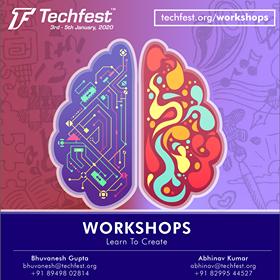 Techfest™
3rd - 5th January, 2020
techfest.org/workshops
WORKSHOPS
Learn To Create
Bhuvanesh Gupta
bhuvanesh@techfest.org
+91 89498 02814
Abhinav Kumar
abhinav@techfest.org
+91 82995 44527